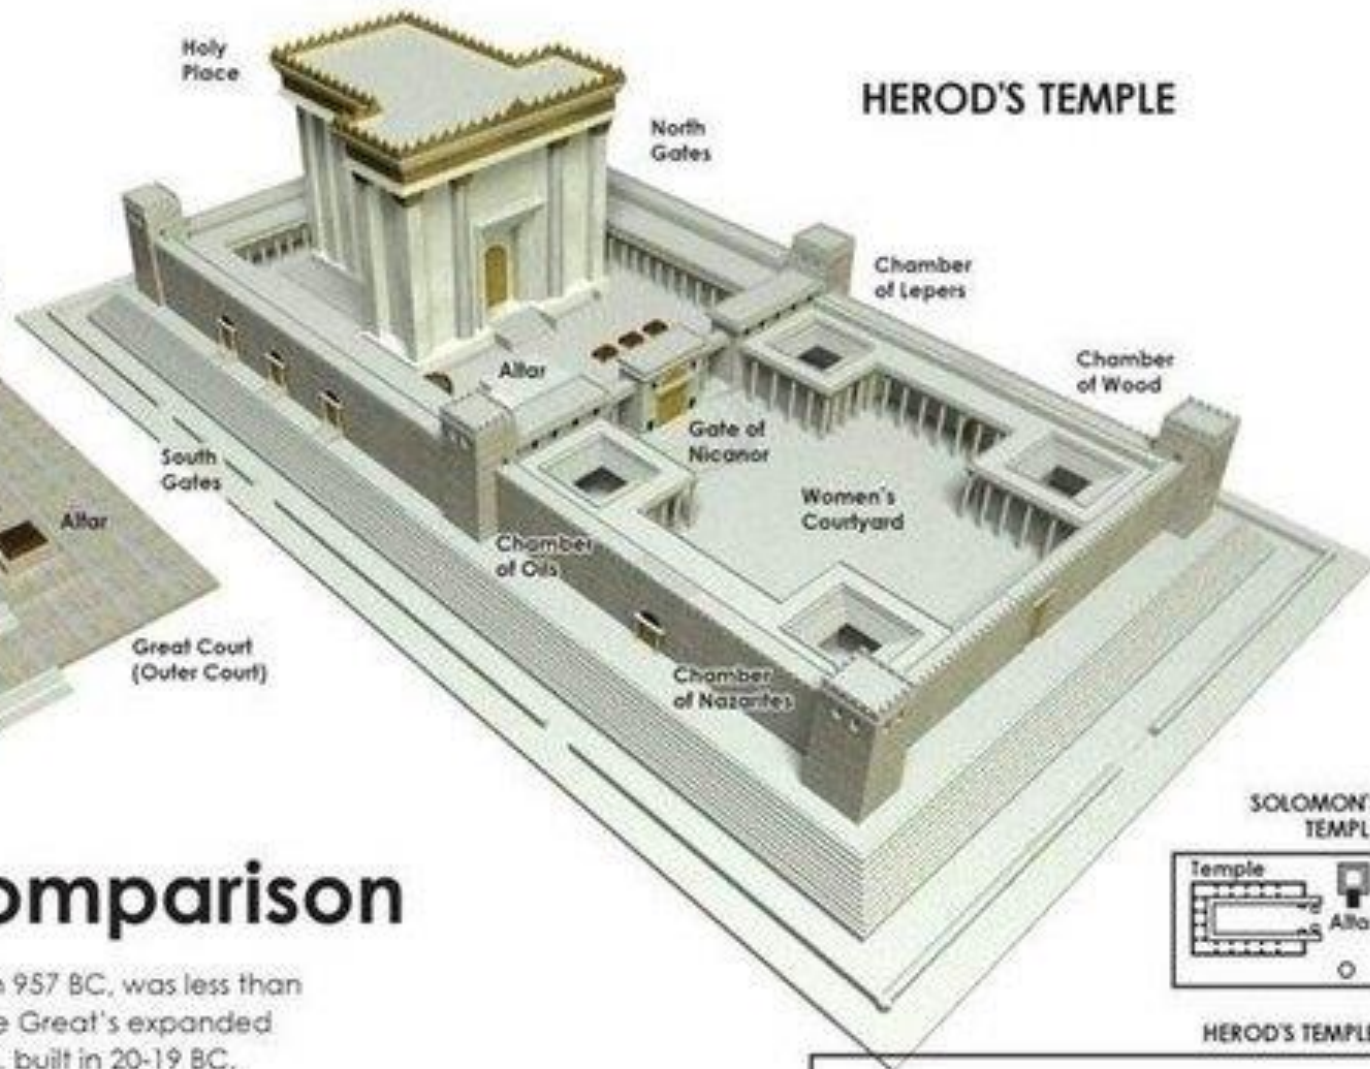 HEROD'S TEMPLE
Holy
Place
North
Gates
Chamber
of Lepers
Chamber
of Wood
Altar
Gate of
Nicanor
Women's
Courtyard
South
Gates
Chamber
of Oils
Chamber
of Nazarites
Altar
Great Court
(Outer Court)
omparison
957 BC, was less than
e Great's expanded
built in 20-19 BC.
SOLOMON'
TEMPL
Temple
Alta
HEROD'S TEMPLE